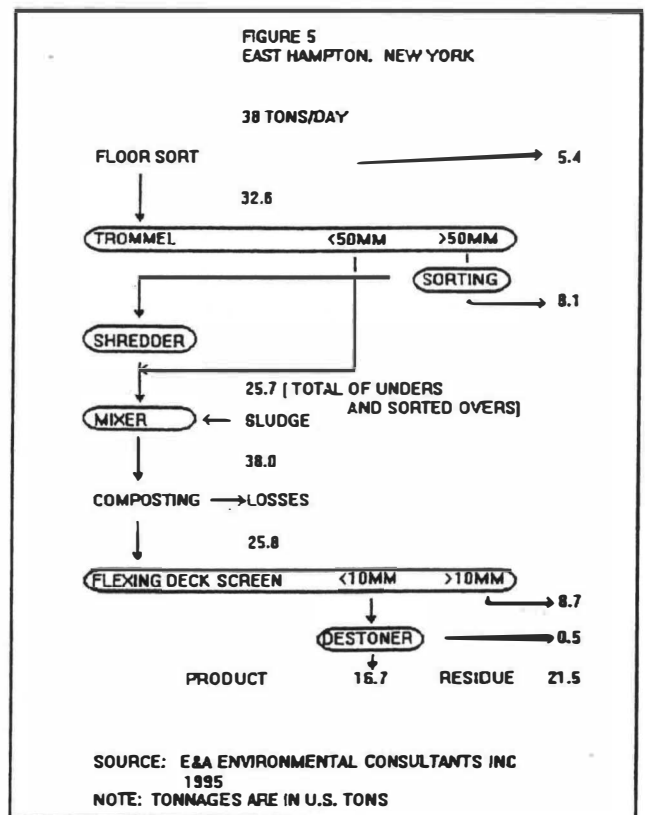 FIGURE 5
EAST HAMPTON, NEW YORK
38 TONS/DAY
FLOOR SORT 5.4
32.6
TROMMEL <50MM >50MM
SORTING
8.1
SHREDDER
25.7 [TOTAL OF UNDERS
AND SORTED OVERS]
MIXER SLUDGE
38.0
COMPOSTING LOSSES
25.8
FLEXING DECK SCREEN <10MM >10MM
8.7
DESTONER 0.5
PRODUCT 16.7 RESIDUE 21.5
SOURCE: E&A ENVIRONMENTAL CONSULTANTS INC
1995
NOTE: TONNAGES ARE IN U.S. TONS